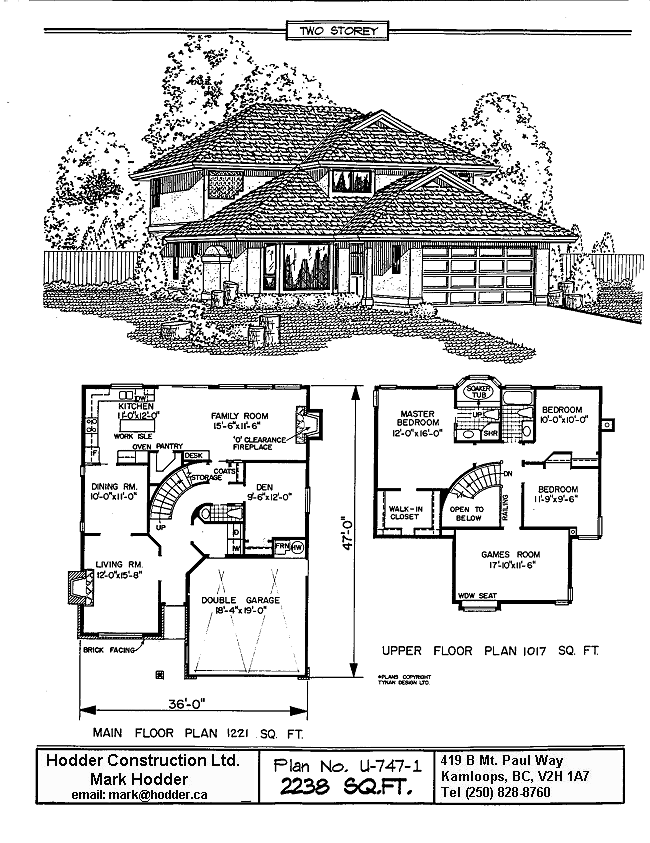 TWO STOREY
KITCHEN
11'-0"x12'-0"
DW
WORK ISLE
F
OVEN
PANTRY
FAMILY ROOM
15'-6"x11'-6"
'O' CLEARANCE
FIREPLACE
DESK
COATS
STORAGE
DINING RM.
10'-0"x11'-0"
UP
DEN
9'-6"x12'-0"
D
W
FRN
HW
LIVING RM.
12'-0"x15'-8"
DOUBLE GARAGE
18'-4"x19'-0"
BRICK FACING
47'-0"
36'-0"
MAIN FLOOR PLAN 1221 SQ. FT.
SOAKER
TUB
MASTER
BEDROOM
12'-0"x16'-0"
UP
SHR
BEDROOM
10'-0"x10'-0"
DN
BEDROOM
11'-9"x9'-6"
WALK-IN
CLOSET
OPEN TO
BELOW
RAILING
GAMES ROOM
17'-10"x11'-6"
WDW SEAT
UPPER FLOOR PLAN 1017 SQ. FT.
©PLANS COPYRIGHT
TYNAN DESIGN LTD.
Hodder Construction Ltd.
Mark Hodder
email: mark@hodder.ca
Plan No. U-747-1
2238 SQ.FT.
419 B Mt. Paul Way
Kamloops, BC, V2H 1A7
Tel (250) 828-8760